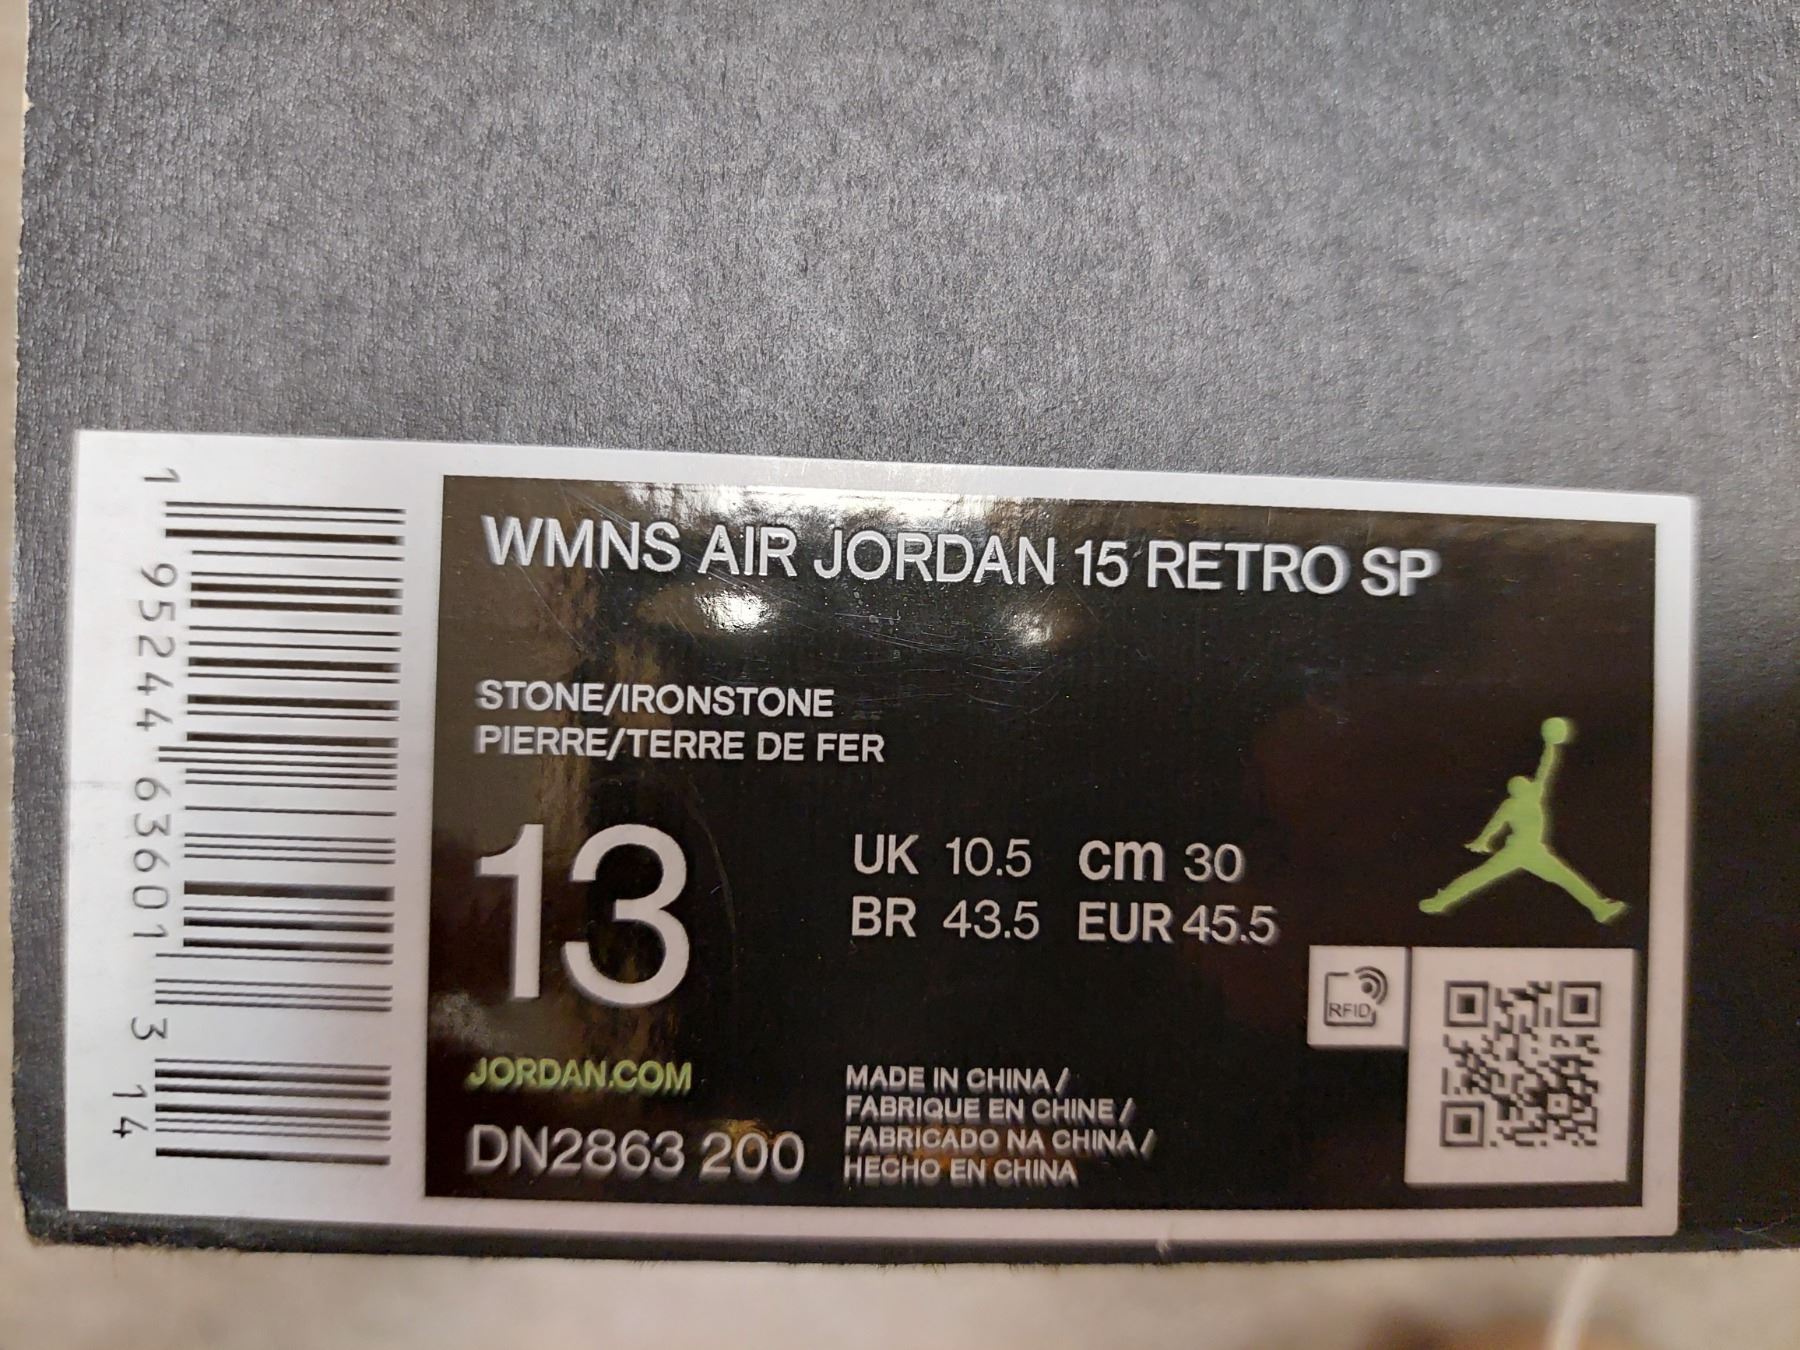 WMNS AIR JORDAN 15 RETRO SP
STONE/IRONSTONE
PIERRE/TERRE DE FER
13
UK 10.5 cm 30
BR 43.5 EUR 45.5
RFID
JORDAN.COM
DN2863 200
MADE IN CHINA /
FABRIQUE EN CHINE /
FABRICADO NA CHINA /
HECHO EN CHINA
1 95244 63601 3 14